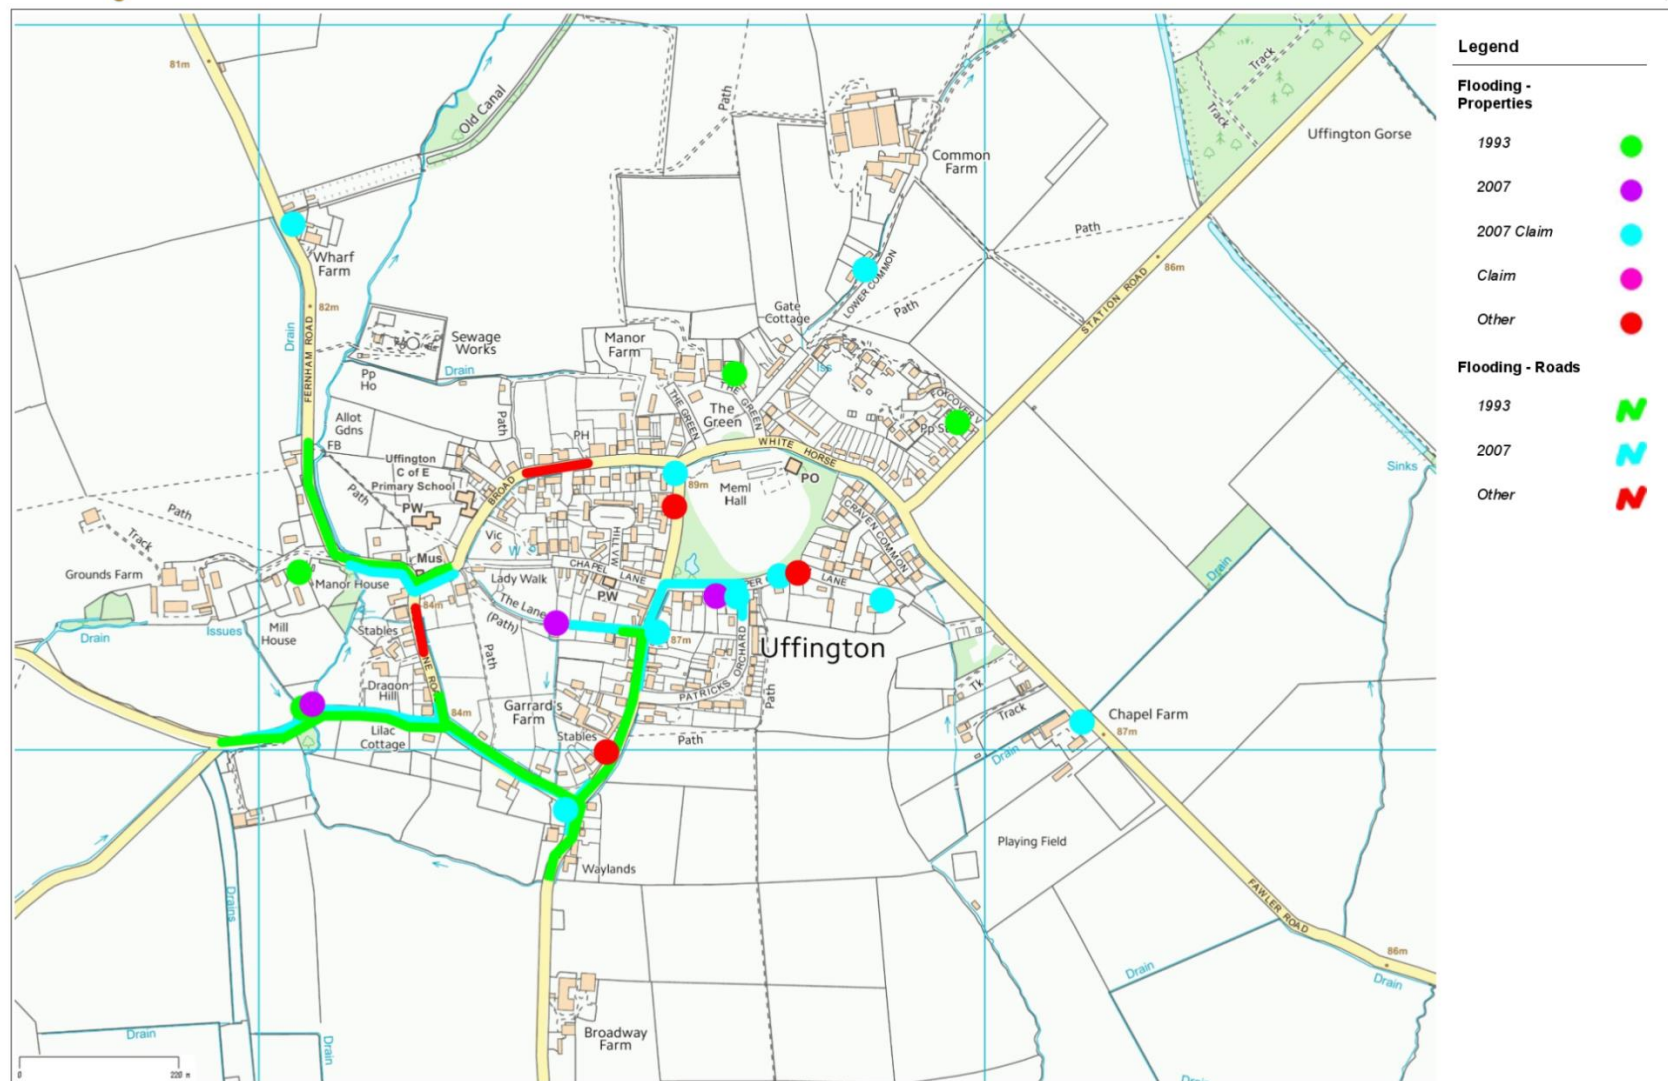 81m
Old Canal
Path
Track
Track
Uffington Gorse
Common
Farm
Wharf
Farm
Path
82m
Drain
FERNHAM ROAD
LOWER COMMON
STATION ROAD
86m
Gate
Cottage
Path
Sewage
Works
Manor
Farm
Drain
Pp
Ho
Iss
THE GREEN
THE GREEN
The
Green
Allot
Gdns
Path
PH
FB
WHITE HORSE
Uffington
C of E
Primary School
BROAD
89m
Meml
Hall
PO
Sinks
Path
Path
PW
Vic
W
HILL VW
CRAVEN COMMON
Track
Mus
Grounds Farm
Manor House
Lady Walk
CHAPEL LANE
LANE
PW
Drain
84m
The Lane
(Path)
Drain
Issues
Mill
House
Stables
87m
Uffington
Path
PATRICKS ORCHARD
Path
Tk
Dragon
Hill
84m
Garrard's
Farm
Track
Chapel Farm
Lilac
Cottage
Stables
Path
87m
Drain
Playing Field
Waylands
Drains
FAWLER ROAD
86m
Drain
Drain
Broadway
Farm
Drain
Drain
0
220 m
Legend
Flooding -
Properties
1993
2007
2007 Claim
Claim
Other
Flooding - Roads
1993
2007
Other